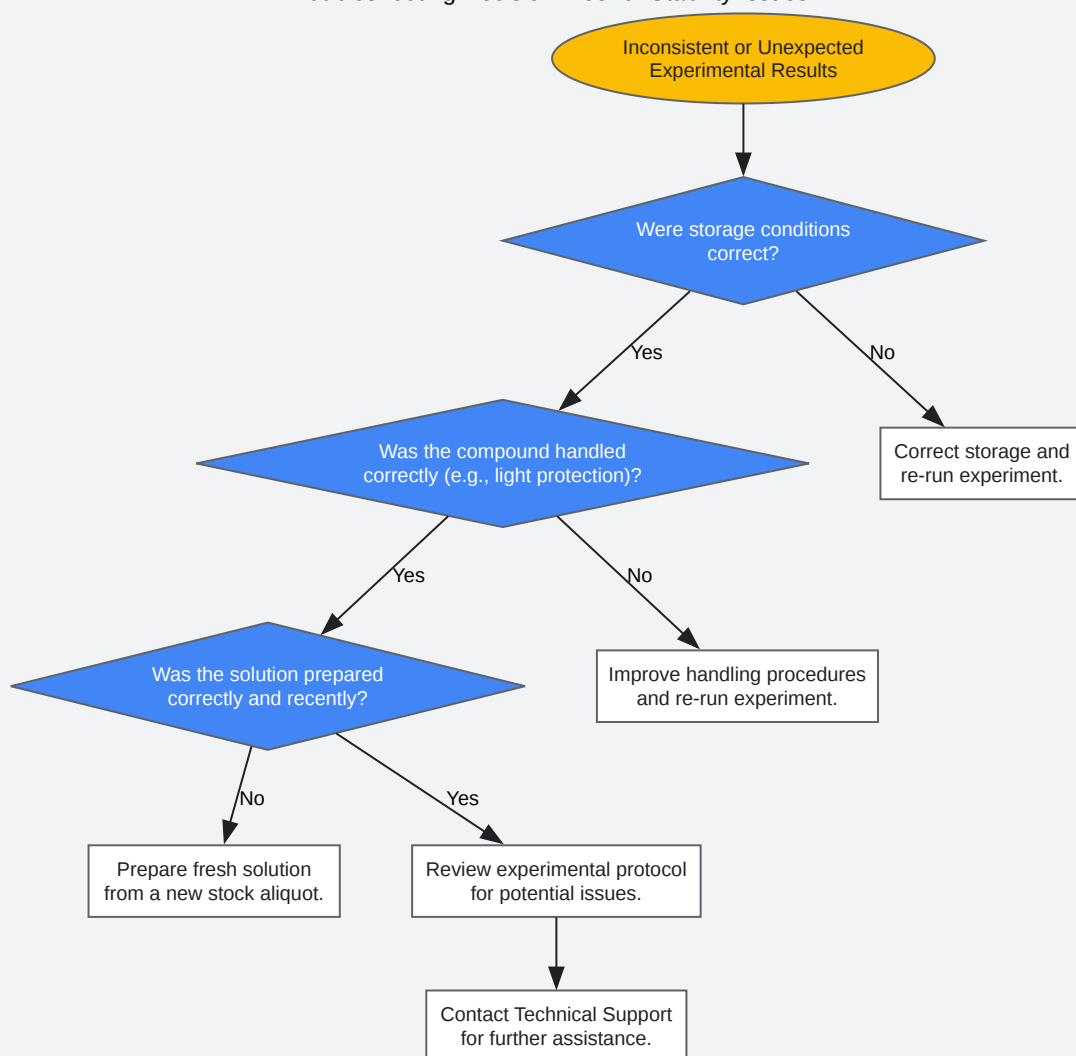 Inconsistent or Unexpected
Experimental Results
Were storage conditions
correct?
Yes
No
Was the compound handled
correctly (e.g., light protection)?
Correct storage and
re-run experiment.
Yes
No
Was the solution prepared
correctly and recently?
Improve handling procedures
and re-run experiment.
No
Yes
Prepare fresh solution
from a new stock aliquot.
Review experimental protocol
for potential issues.
Contact Technical Support
for further assistance.